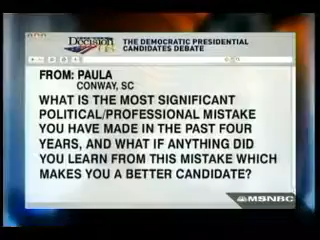 Decision
THE DEMOCRATIC PRESIDENTIAL
CANDIDATES DEBATE
FROM: PAULA
CONWAY, SC
WHAT IS THE MOST SIGNIFICANT
POLITICAL/PROFESSIONAL MISTAKE
YOU HAVE MADE IN THE PAST FOUR
YEARS, AND WHAT IF ANYTHING DID
YOU LEARN FROM THIS MISTAKE WHICH
MAKES YOU A BETTER CANDIDATE?
MSNBC